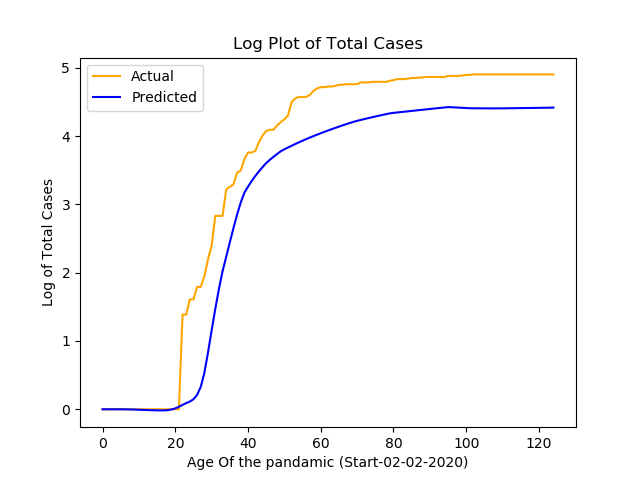 Log Plot of Total Cases
Actual
Predicted
5
4
3
2
1
0
Log of Total Cases
0 20 40 60 80 100 120
Age Of the pandamic (Start-02-02-2020)